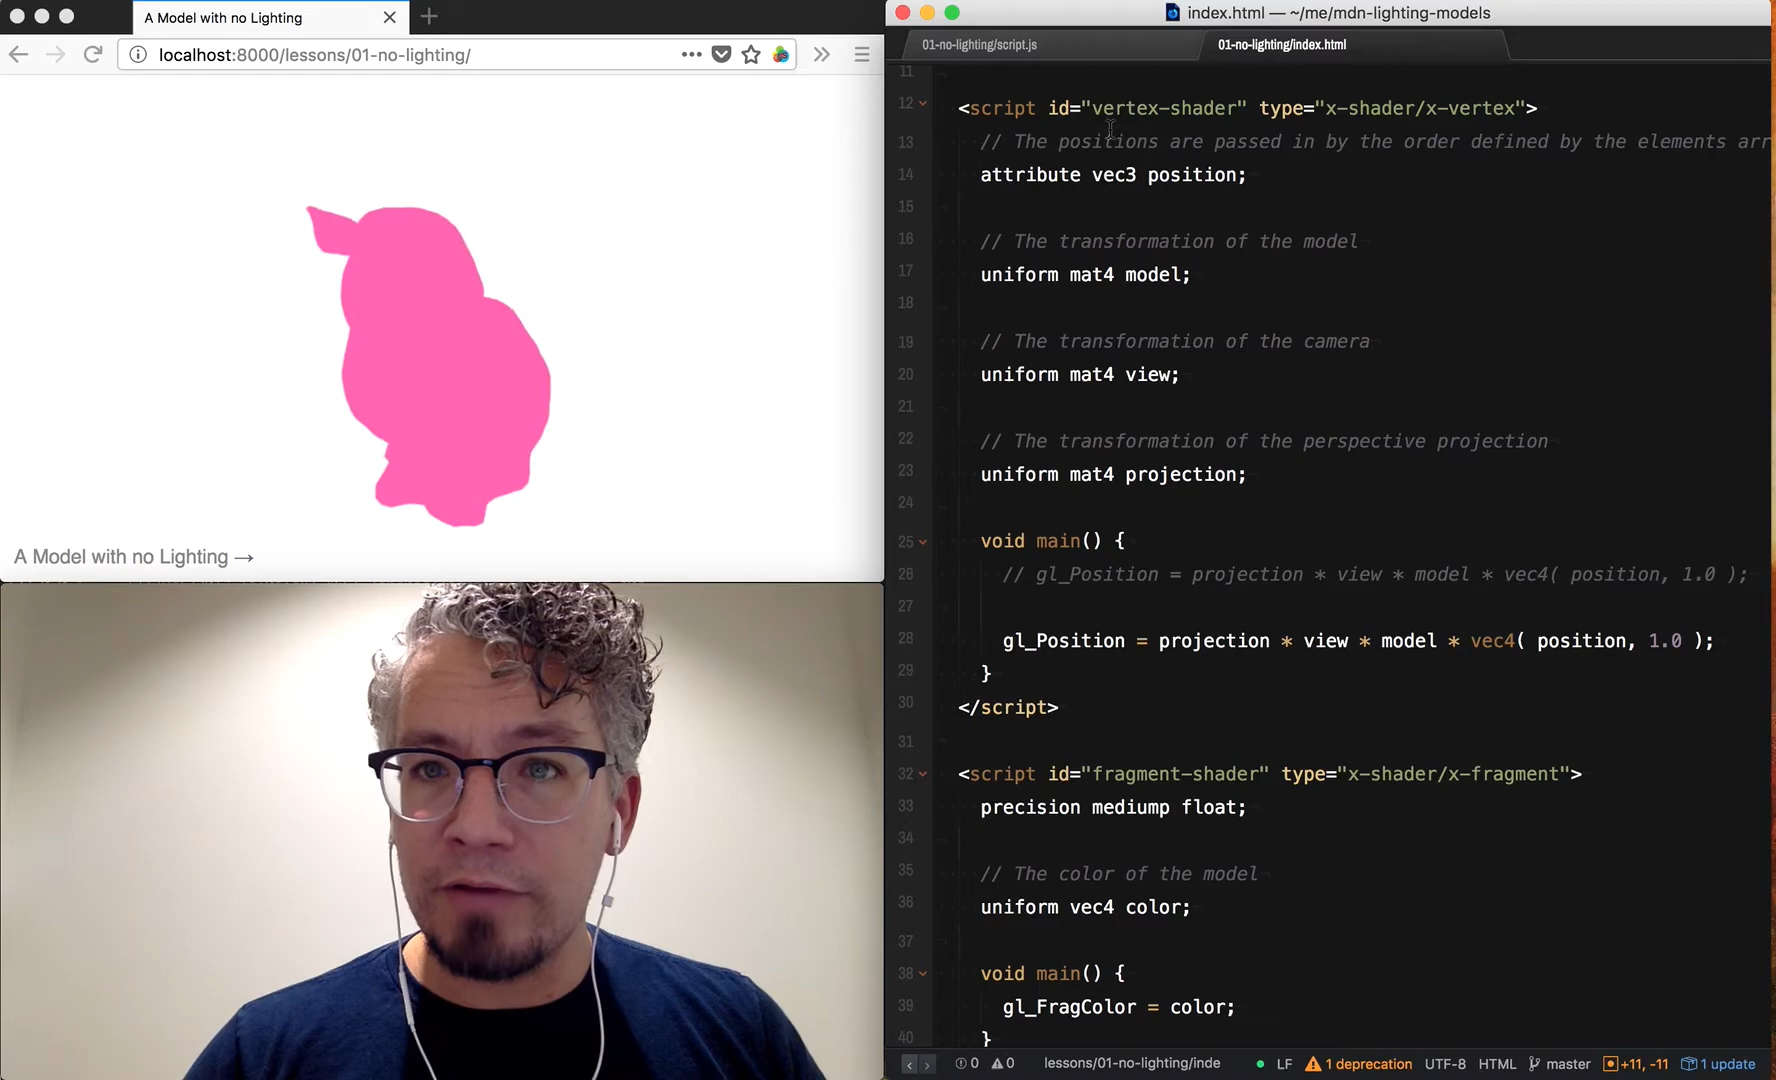 A Model with no Lighting
localhost:8000/lessons/01-no-lighting/
A Model with no Lighting →
index.html — ~/me/mdn-lighting-models
01-no-lighting/script.js
01-no-lighting/index.html
11
12 <script id="vertex-shader" type="x-shader/x-vertex">
13 // The positions are passed in by the order defined by the elements arr
14 attribute vec3 position;
15
16 // The transformation of the model
17 uniform mat4 model;
18
19 // The transformation of the camera
20 uniform mat4 view;
21
22 // The transformation of the perspective projection
23 uniform mat4 projection;
24
25 void main() {
26 // gl_Position = projection * view * model * vec4( position, 1.0 );
27
28 gl_Position = projection * view * model * vec4( position, 1.0 );
29 }
30 </script>
31
32 <script id="fragment-shader" type="x-shader/x-fragment">
33 precision mediump float;
34
35 // The color of the model
36 uniform vec4 color;
37
38 void main() {
39 gl_FragColor = color;
40 }
0 0 lessons/01-no-lighting/inde LF 1 deprecation UTF-8 HTML master +11, -11 1 update